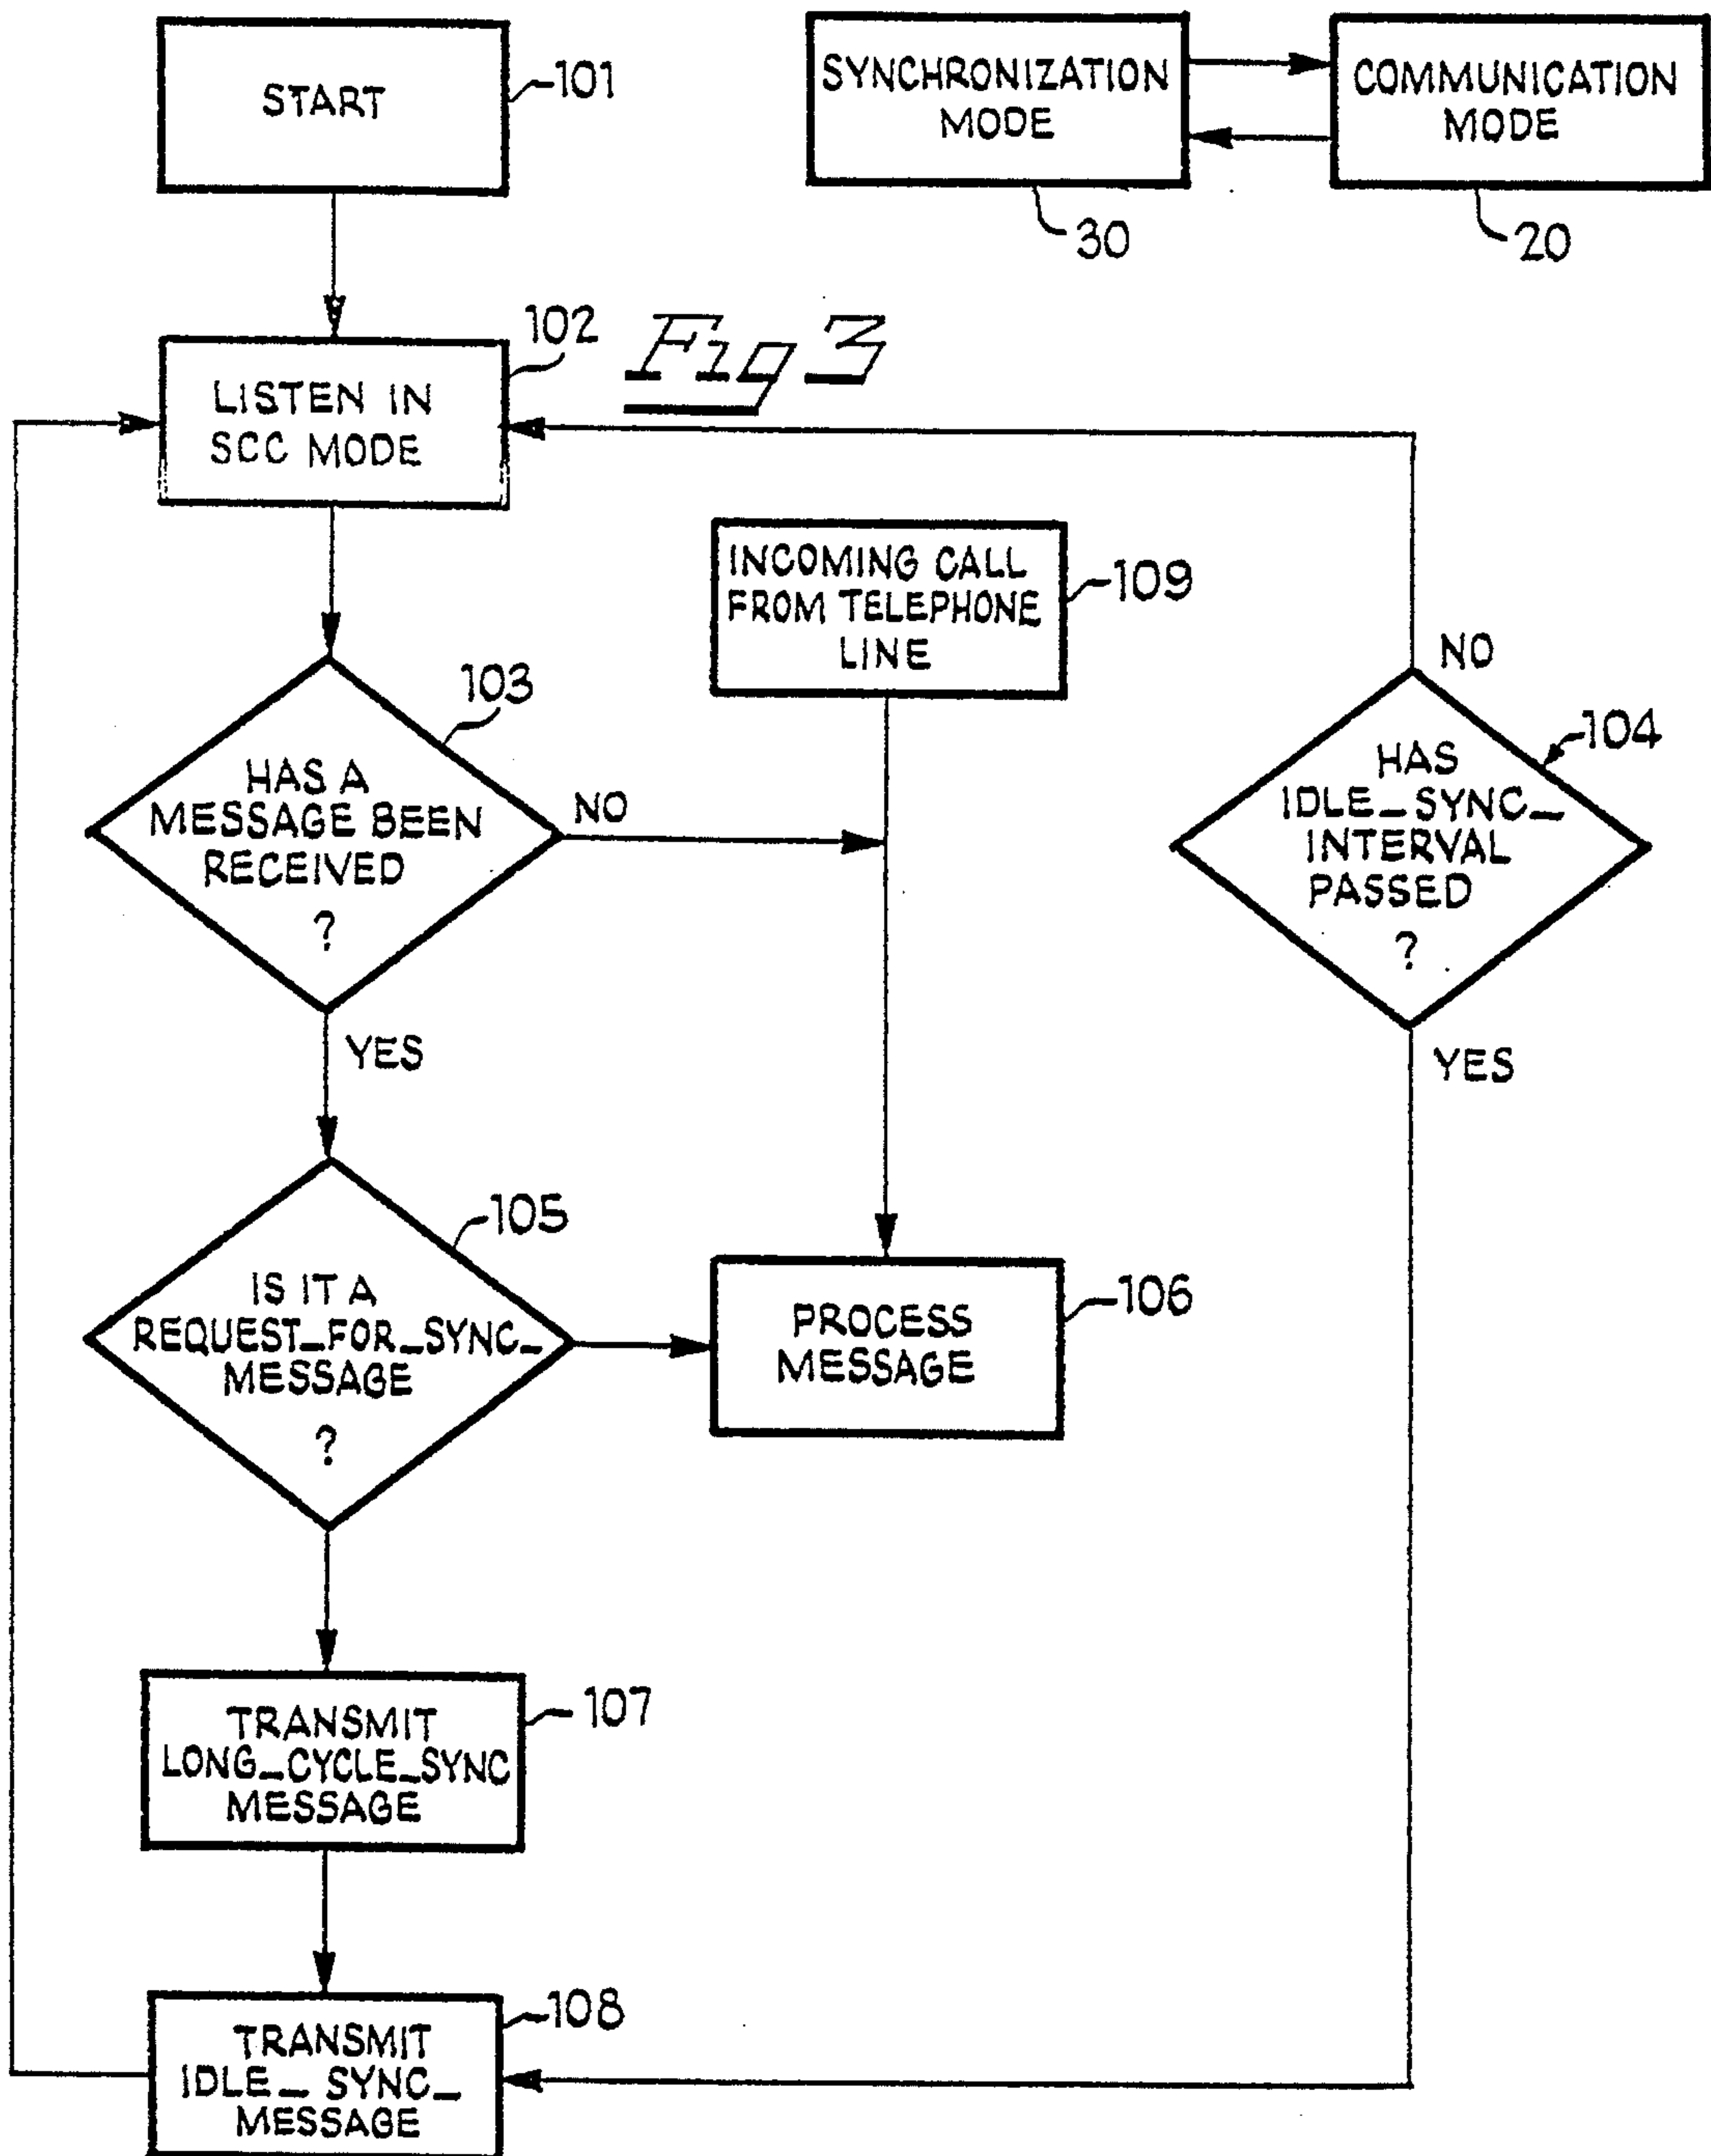 START
101
SYNCHRONIZATION
MODE
30
COMMUNICATION
MODE
20
Fig 3
102
LISTEN IN
SCC MODE
INCOMING CALL
FROM TELEPHONE
LINE
109
103
HAS A
MESSAGE BEEN
RECEIVED
?
NO
YES
NO
104
HAS
IDLE_SYNC_
INTERVAL
PASSED
?
YES
105
IS IT A
REQUEST_FOR_SYNC_
MESSAGE
?
PROCESS
MESSAGE
106
TRANSMIT
LONG_CYCLE_SYNC
MESSAGE
107
TRANSMIT
IDLE_SYNC_
MESSAGE
108